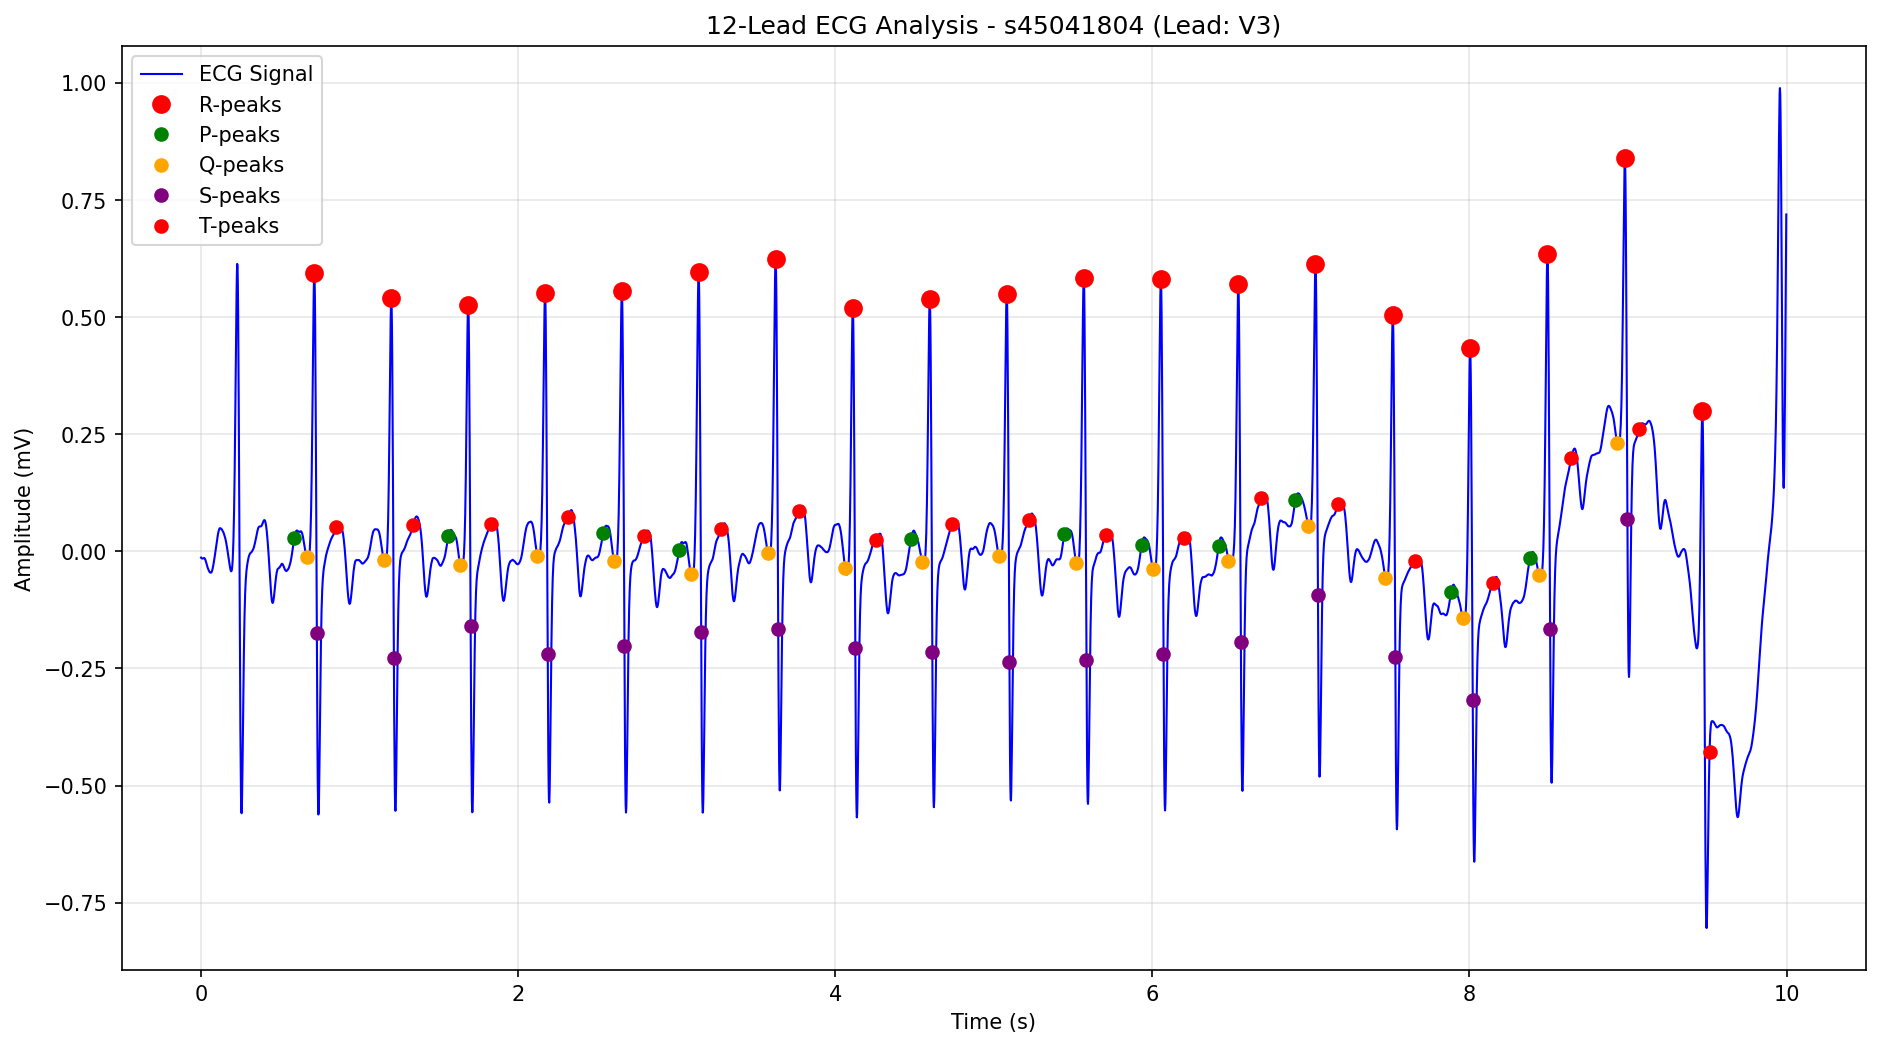 12-Lead ECG Analysis - s45041804 (Lead: V3)
ECG Signal
R-peaks
P-peaks
Q-peaks
S-peaks
T-peaks
1.00
0.75
0.50
0.25
0.00
−0.25
−0.50
−0.75
Amplitude (mV)
0 2 4 6 8 10
Time (s)